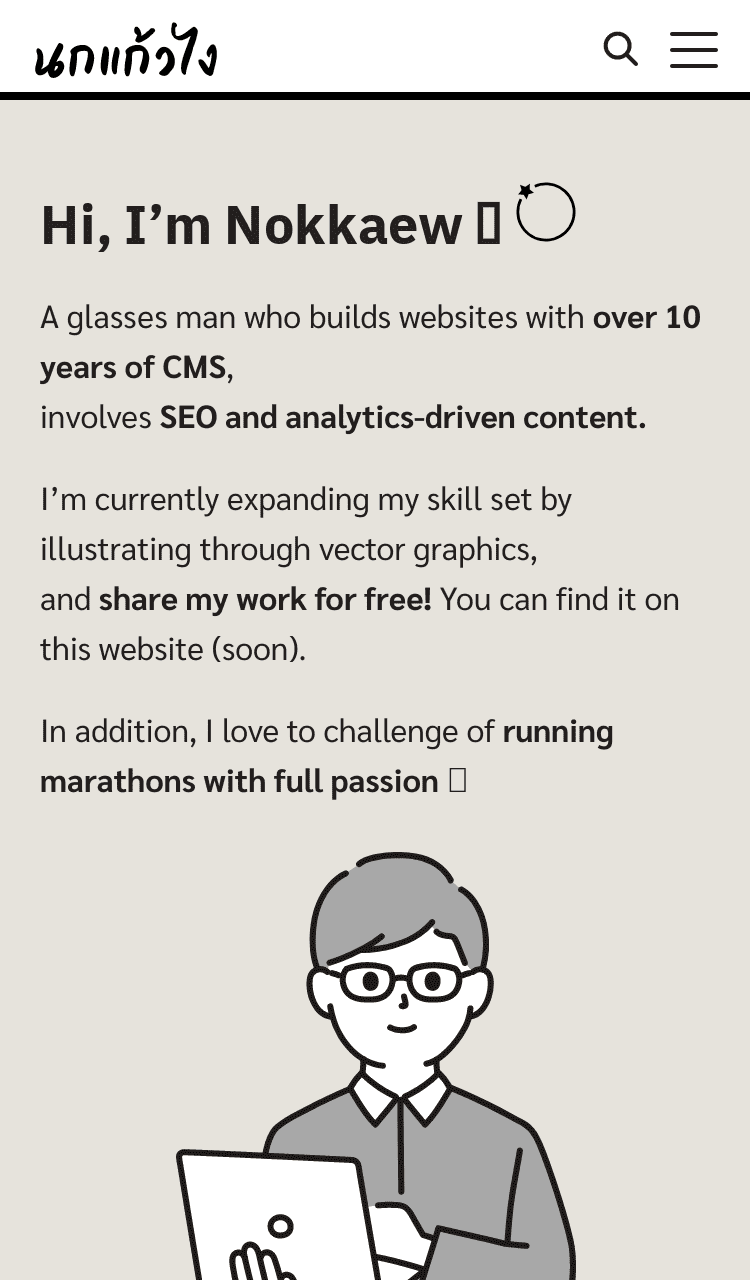 นกแก้วไง
Hi, I’m Nokkaew
A glasses man who builds websites with over 10
years of CMS,
involves SEO and analytics-driven content.
I’m currently expanding my skill set by
illustrating through vector graphics,
and share my work for free! You can find it on
this website (soon).
In addition, I love to challenge of running
marathons with full passion